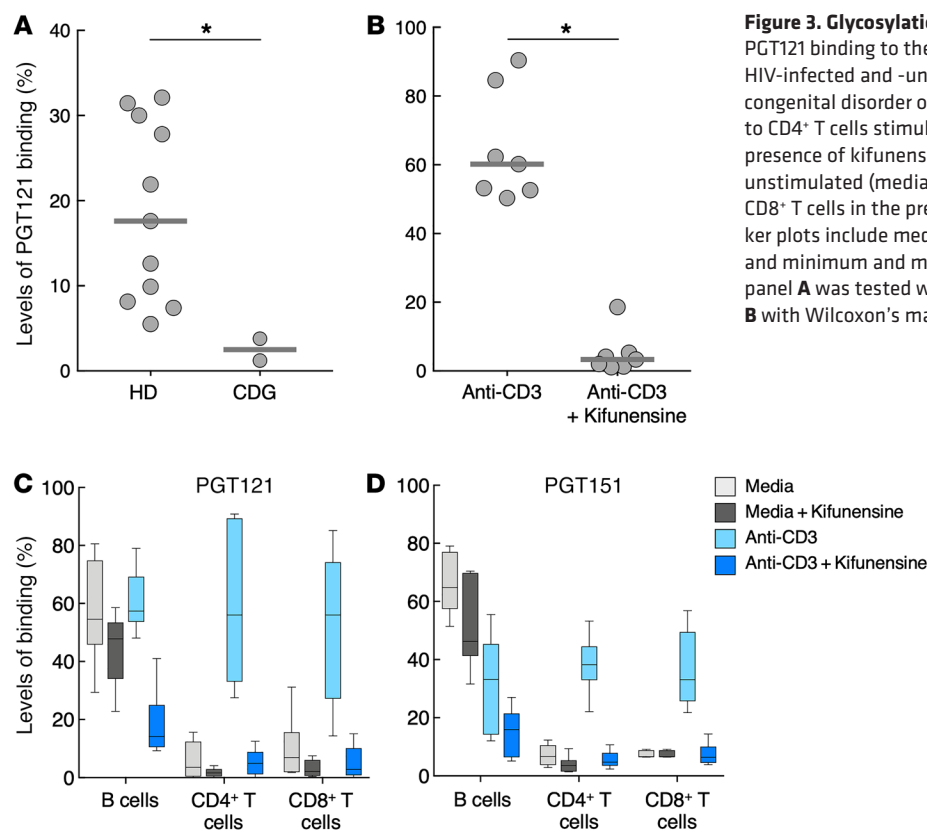 A
B
*
*
Levels of PGT121 binding (%)
40
30
20
10
0
HD
CDG
100
80
60
40
20
0
Anti-CD3
Anti-CD3
+ Kifunensine
Figure 3. Glycosylatio
PGT121 binding to the
HIV-infected and -un
congenital disorder o
to CD4⁺ T cells stimul
presence of kifunens
unstimulated (media
CD8⁺ T cells in the pre
ker plots include med
and minimum and m
panel A was tested w
B with Wilcoxon's ma
C
PGT121
Levels of binding (%)
100
80
60
40
20
0
B cells
CD4⁺ T
cells
CD8⁺ T
cells
D
PGT151
100
80
60
40
20
0
B cells
CD4⁺ T
cells
CD8⁺ T
cells
Media
Media + Kifunensine
Anti-CD3
Anti-CD3 + Kifunensine